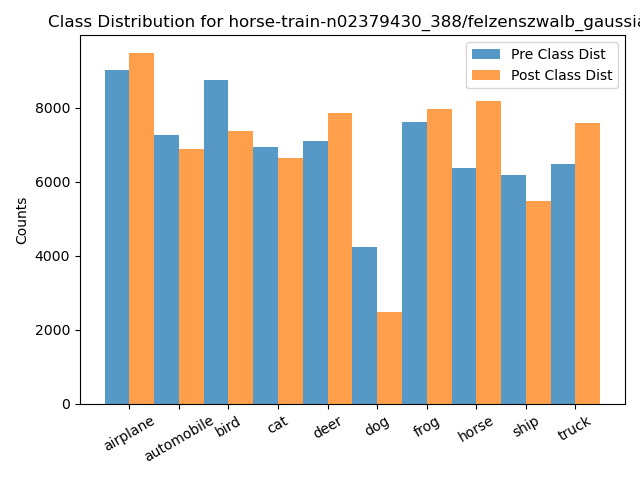 Class Distribution for horse-train-n02379430_388/felzenszwalb_gaussia
Pre Class Dist
Post Class Dist
Counts
8000
6000
4000
2000
0
airplane
automobile
bird
cat
deer
dog
frog
horse
ship
truck